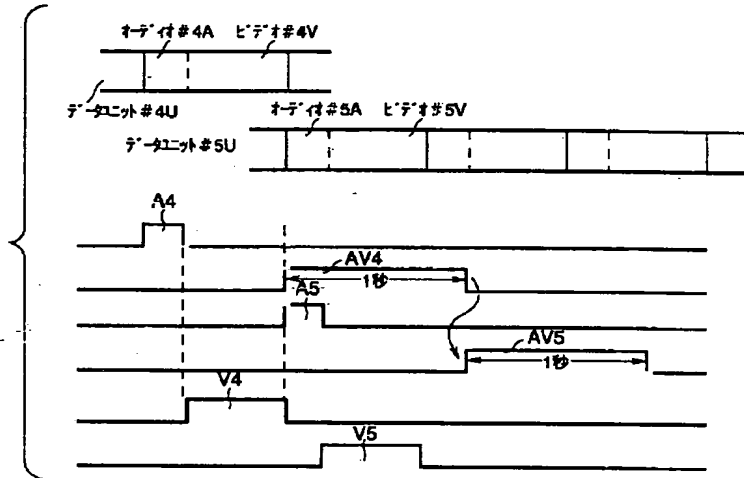 オーディオ#4A ビデオ#4V
データユニット#4U
オーディオ#5A ビデオ#5V
データユニット#5U
A4
AV4
1秒
A5
AV5
1秒
V4
V5